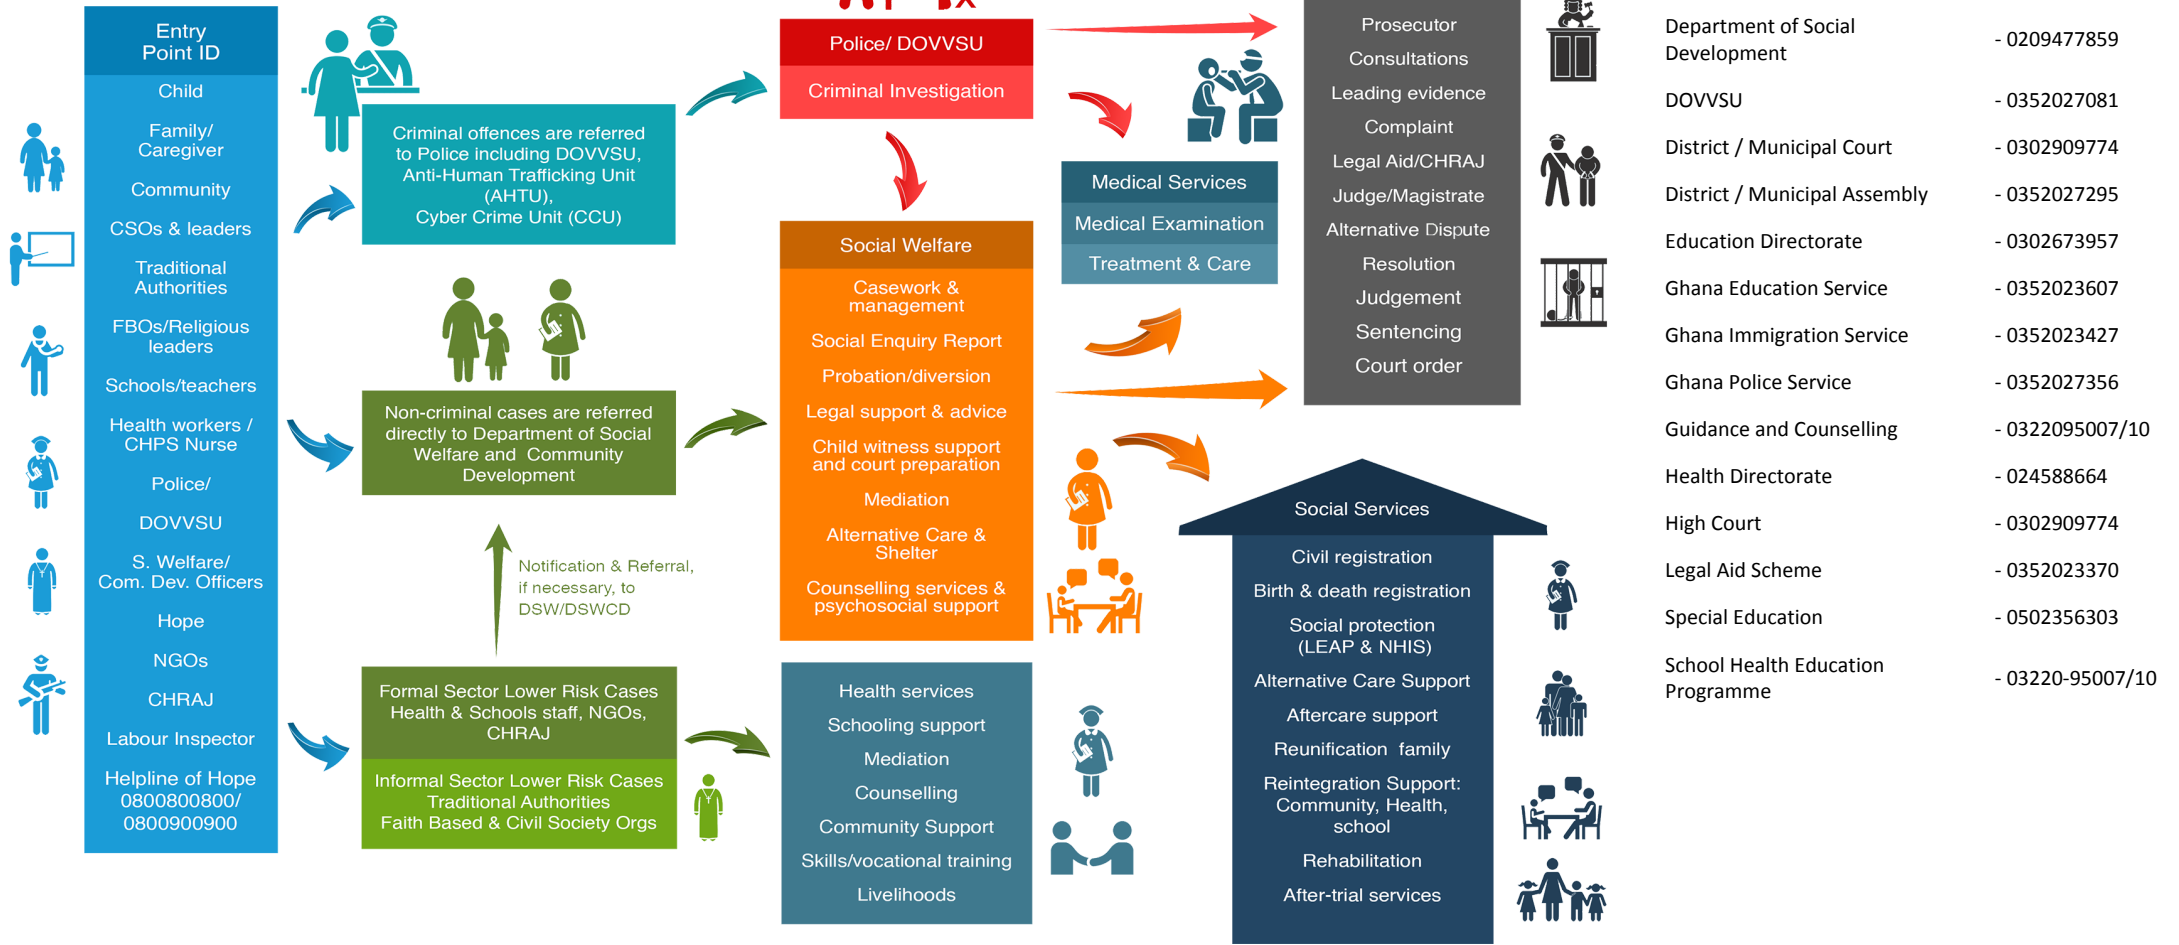 Entry
Point ID
Child
Family/
Caregiver
Community
CSOs & leaders
Traditional
Authorities
FBOs/Religious
leaders
Schools/teachers
Health workers /
CHPS Nurse
Police/
DOVVSU
S. Welfare/
Com. Dev. Officers
Hope
NGOs
CHRAJ
Labour Inspector
Helpline of Hope
0800800800/
0800900900
Criminal offences are referred
to Police including DOVVSU,
Anti-Human Trafficking Unit
(AHTU),
Cyber Crime Unit (CCU)
Non-criminal cases are referred
directly to Department of Social
Welfare and Community
Development
Notification & Referral,
if necessary, to
DSW/DSWCD
Formal Sector Lower Risk Cases
Health & Schools staff, NGOs,
CHRAJ
Informal Sector Lower Risk Cases
Traditional Authorities
Faith Based & Civil Society Orgs
Police/ DOVVSU
Criminal Investigation
Social Welfare
Casework &
management
Social Enquiry Report
Probation/diversion
Legal support & advice
Child witness support
and court preparation
Mediation
Alternative Care &
Shelter
Counselling services &
psychosocial support
Health services
Schooling support
Mediation
Counselling
Community Support
Skills/vocational training
Livelihoods
Medical Services
Medical Examination
Treatment & Care
Prosecutor
Consultations
Leading evidence
Complaint
Legal Aid/CHRAJ
Judge/Magistrate
Alternative Dispute
Resolution
Judgement
Sentencing
Court order
Social Services
Civil registration
Birth & death registration
Social protection
(LEAP & NHIS)
Alternative Care Support
Aftercare support
Reunification family
Reintegration Support:
Community, Health,
school
Rehabilitation
After-trial services
Department of Social
Development - 0209477859
DOVVSU - 0352027081
District / Municipal Court - 0302909774
District / Municipal Assembly - 0352027295
Education Directorate - 0302673957
Ghana Education Service - 0352023607
Ghana Immigration Service - 0352023427
Ghana Police Service - 0352027356
Guidance and Counselling - 0322095007/10
Health Directorate - 024588664
High Court - 0302909774
Legal Aid Scheme - 0352023370
Special Education - 0502356303
School Health Education
Programme - 03220-95007/10